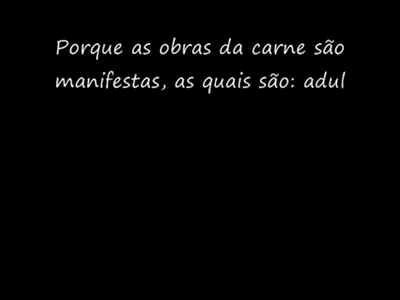 Porque as obras da carne são
manifestas, as quais são: adul